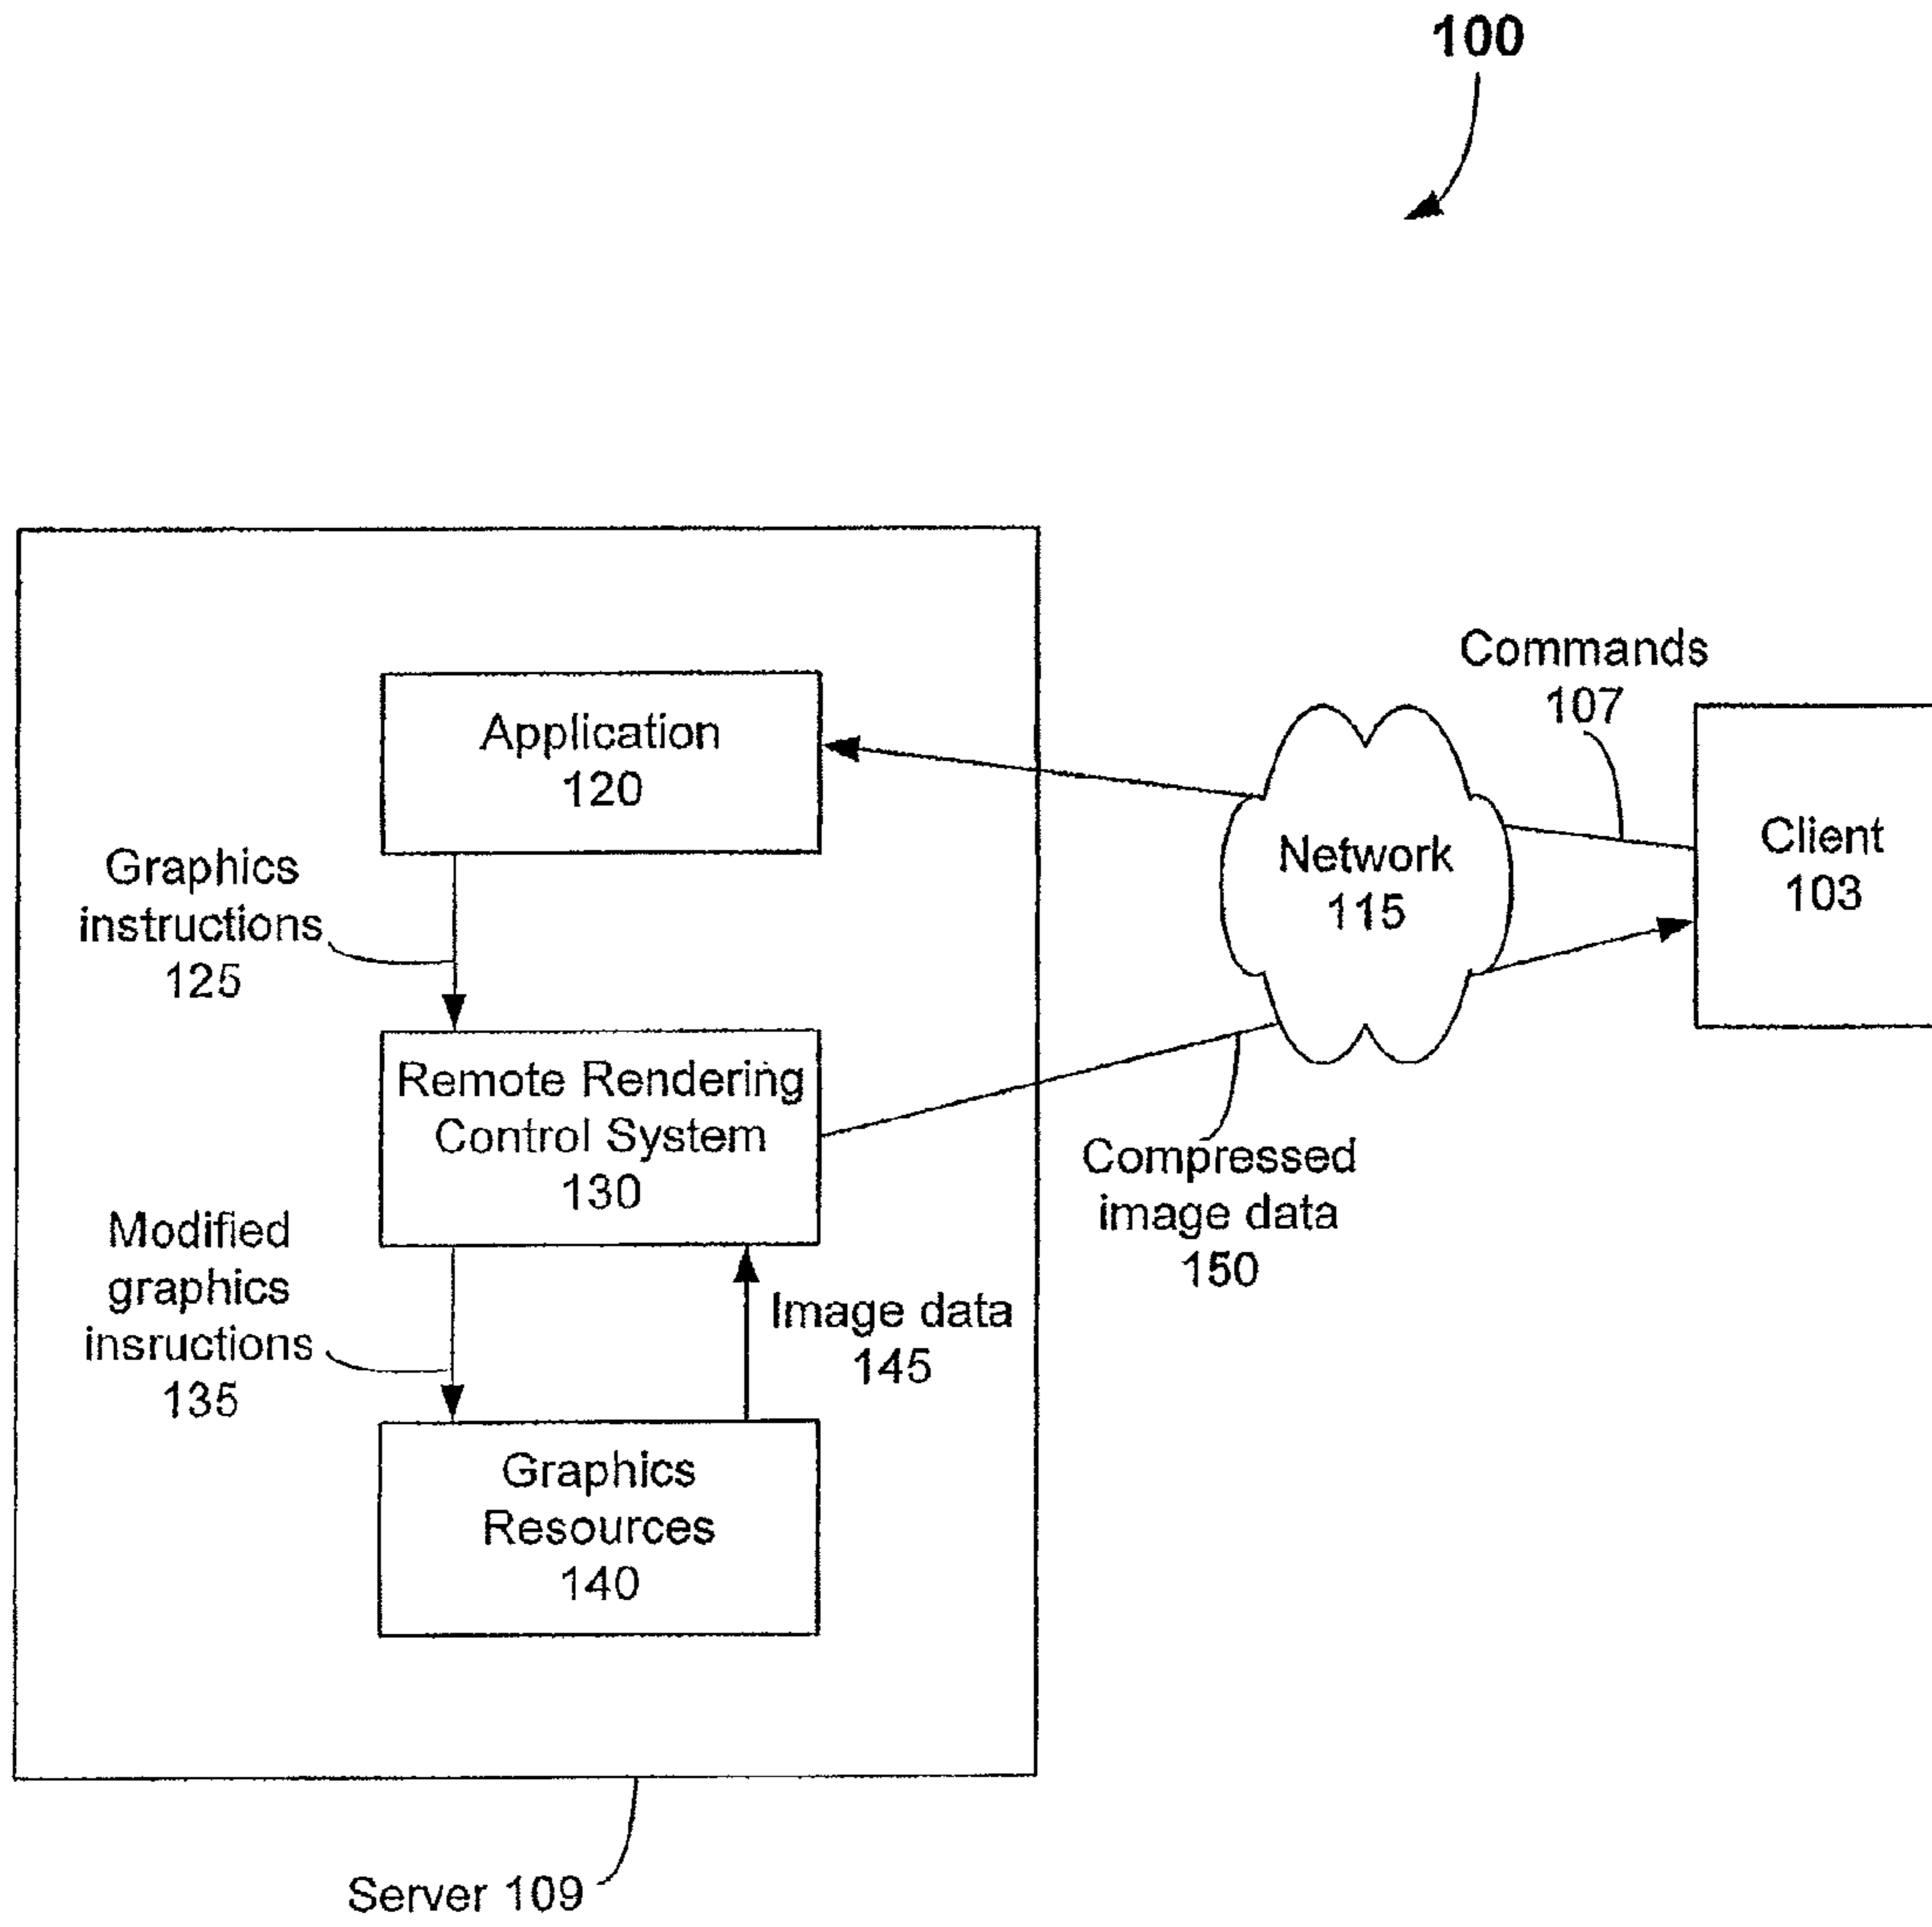 100
Commands
107
Application
120
Client
103
Network
115
Graphics
instructions
125
Remote Rendering
Control System
130
Compressed
image data
150
Modified
graphics
insructions
135
Image data
145
Graphics
Resources
140
Server 109